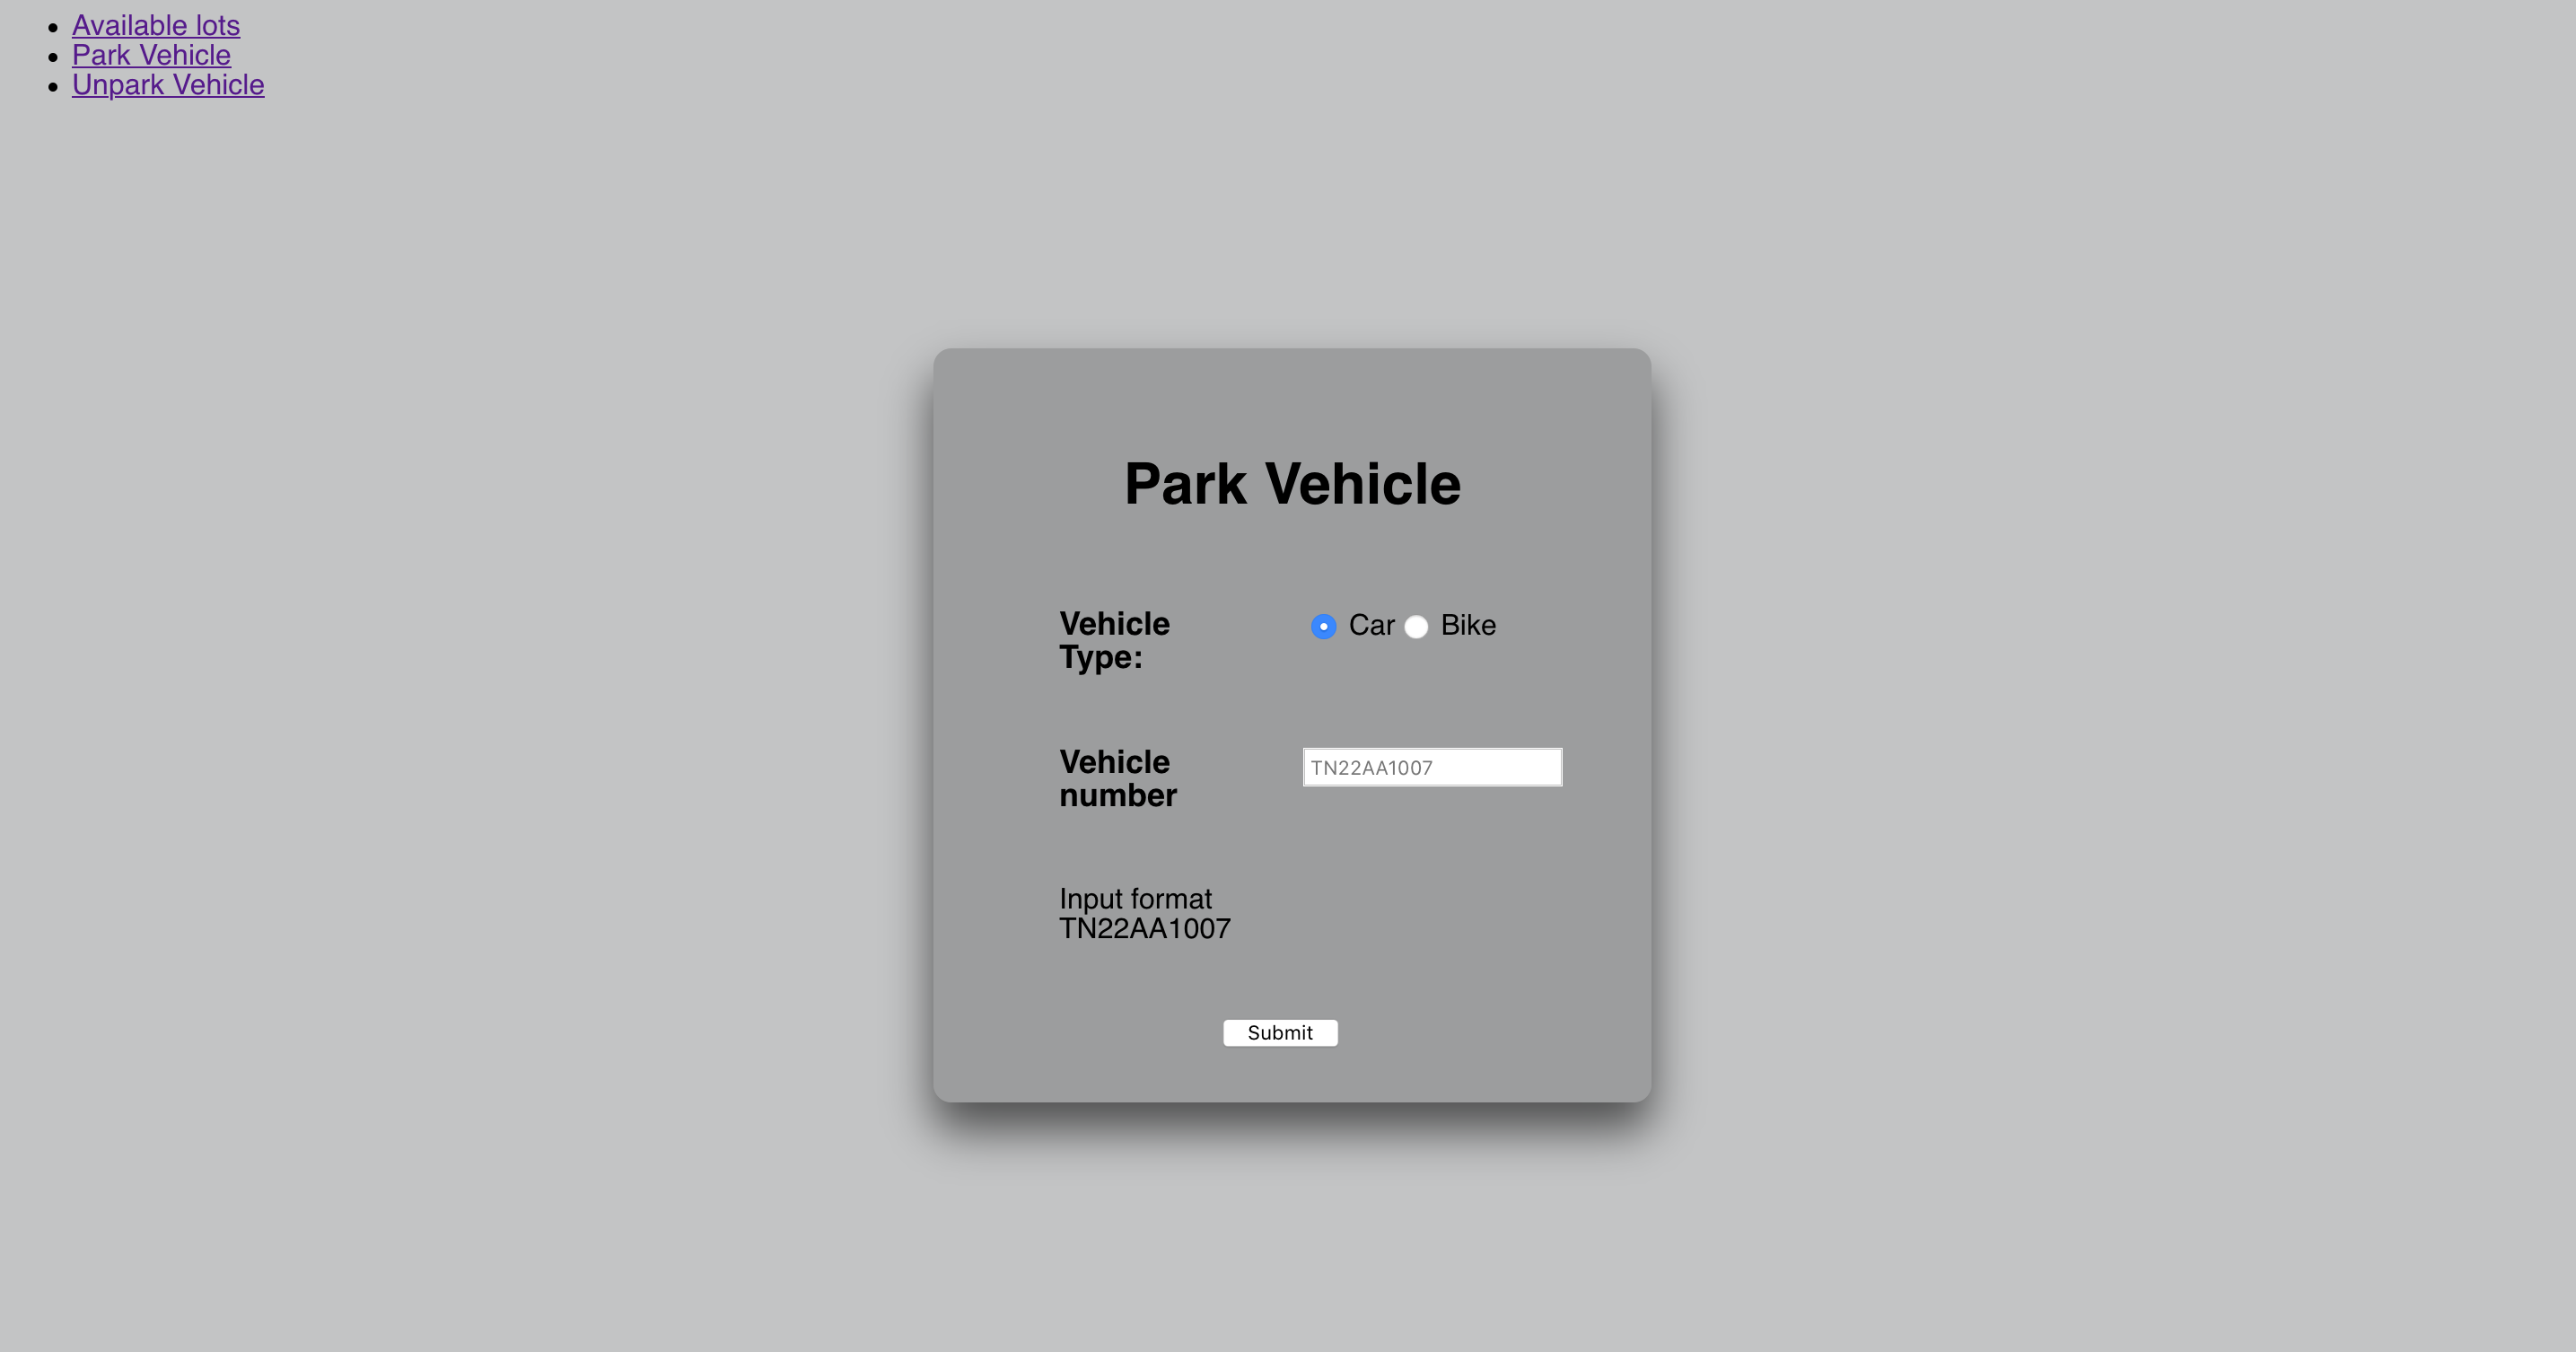 Available lots
Park Vehicle
Unpark Vehicle
Park Vehicle
Vehicle
Type:
Car Bike
Vehicle
number
TN22AA1007
Input format
TN22AA1007
Submit